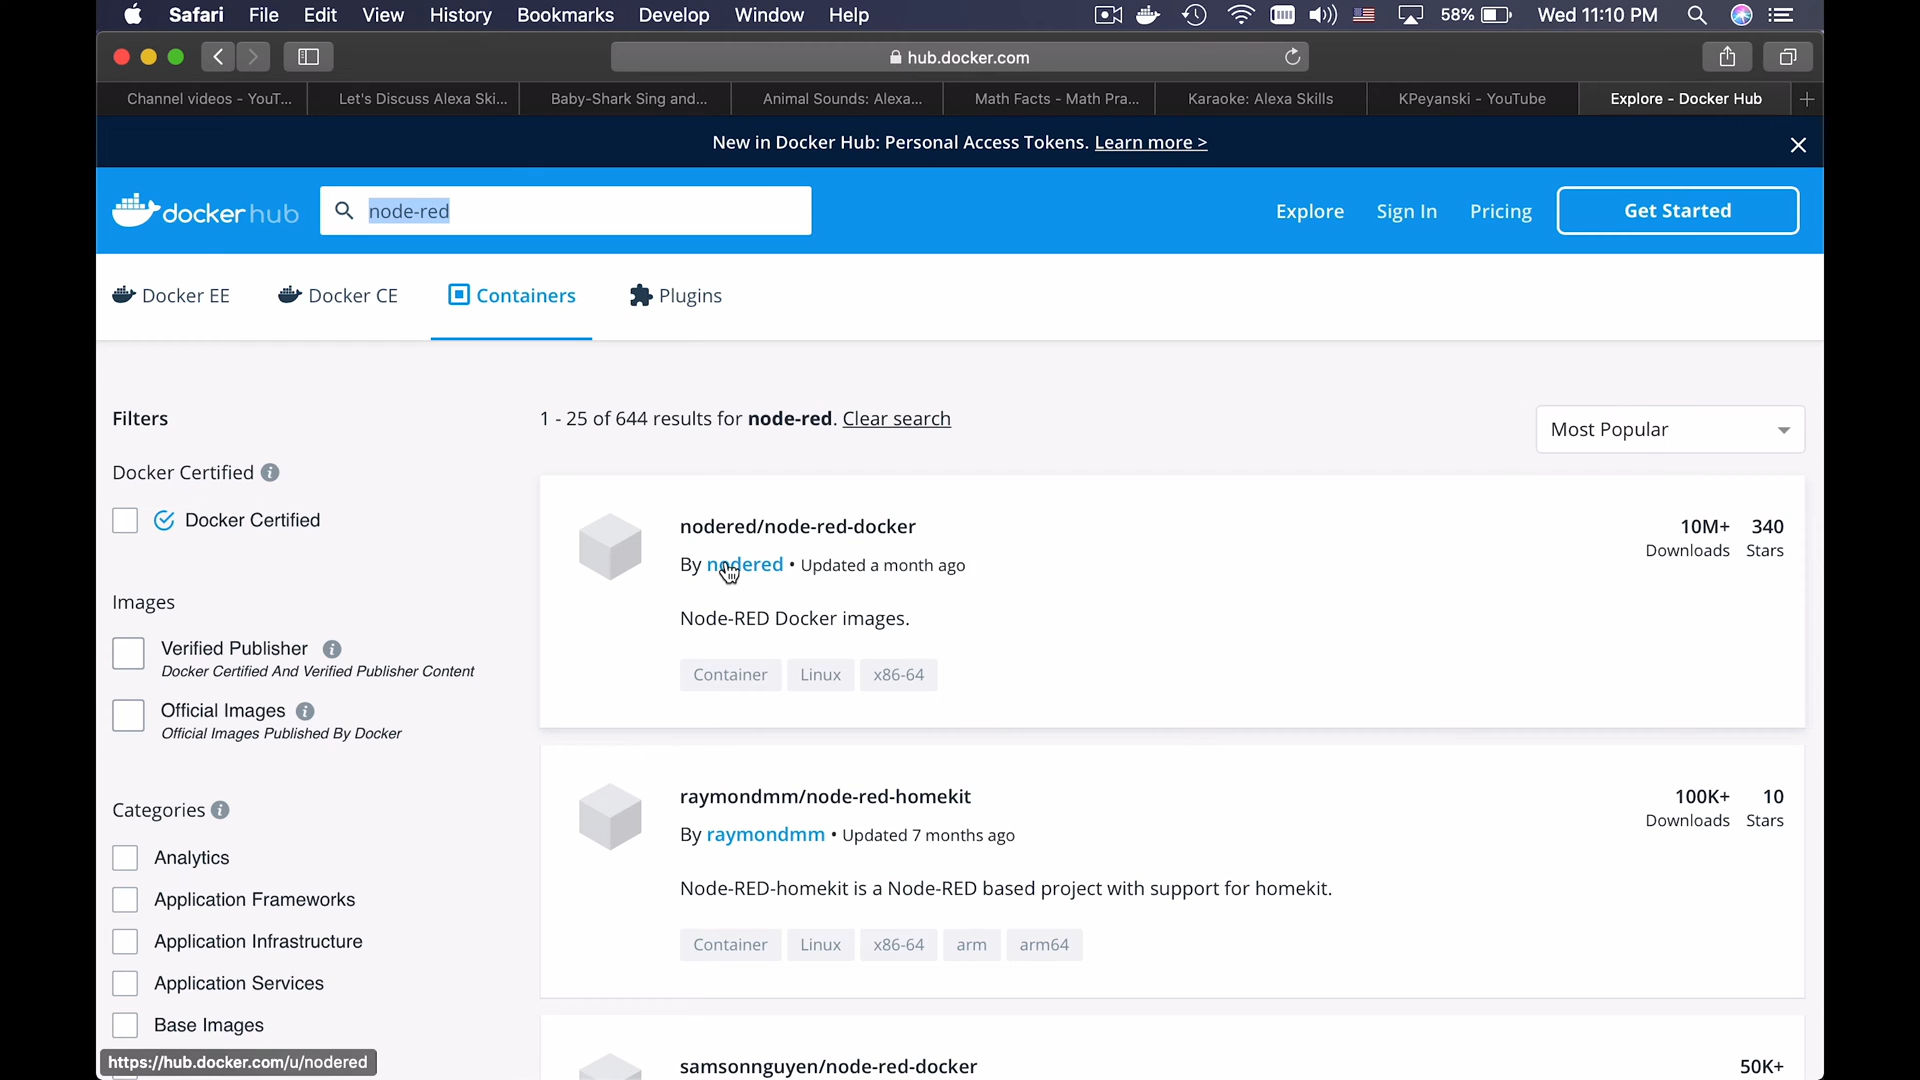 Safari File Edit View History Bookmarks Develop Window Help 58% Wed 11:10 PM
hub.docker.com
Channel videos - YouT... Let's Discuss Alexa Ski... Baby-Shark Sing and... Animal Sounds: Alexa... Math Facts - Math Pra... Karaoke: Alexa Skills KPeyanski - YouTube Explore - Docker Hub
New in Docker Hub: Personal Access Tokens. Learn more >
docker hub node-red Explore Sign In Pricing Get Started
Docker EE Docker CE Containers Plugins
Filters
1 - 25 of 644 results for node-red. Clear search
Most Popular
Docker Certified
Docker Certified
Images
Verified Publisher
Docker Certified And Verified Publisher Content
Official Images
Official Images Published By Docker
Categories
Analytics
Application Frameworks
Application Infrastructure
Application Services
Base Images
nodered/node-red-docker
10M+ 340
Downloads Stars
By nodered • Updated a month ago
Node-RED Docker images.
Container Linux x86-64
raymondmm/node-red-homekit
100K+ 10
Downloads Stars
By raymondmm • Updated 7 months ago
Node-RED-homekit is a Node-RED based project with support for homekit.
Container Linux x86-64 arm arm64
samsonnguyen/node-red-docker
50K+
https://hub.docker.com/u/nodered